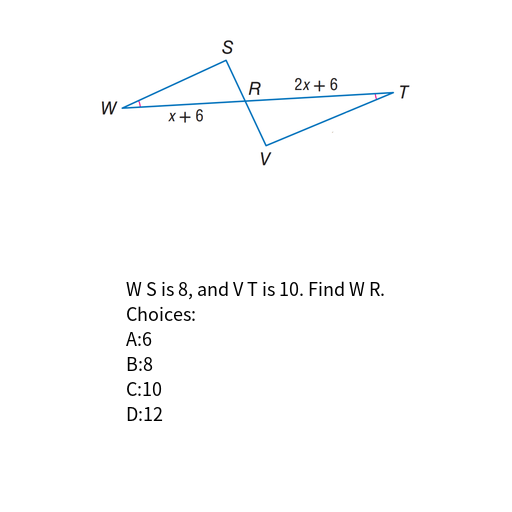 S
R
2x + 6
T
W
x + 6
V
W S is 8, and V T is 10. Find W R.
Choices:
A:6
B:8
C:10
D:12